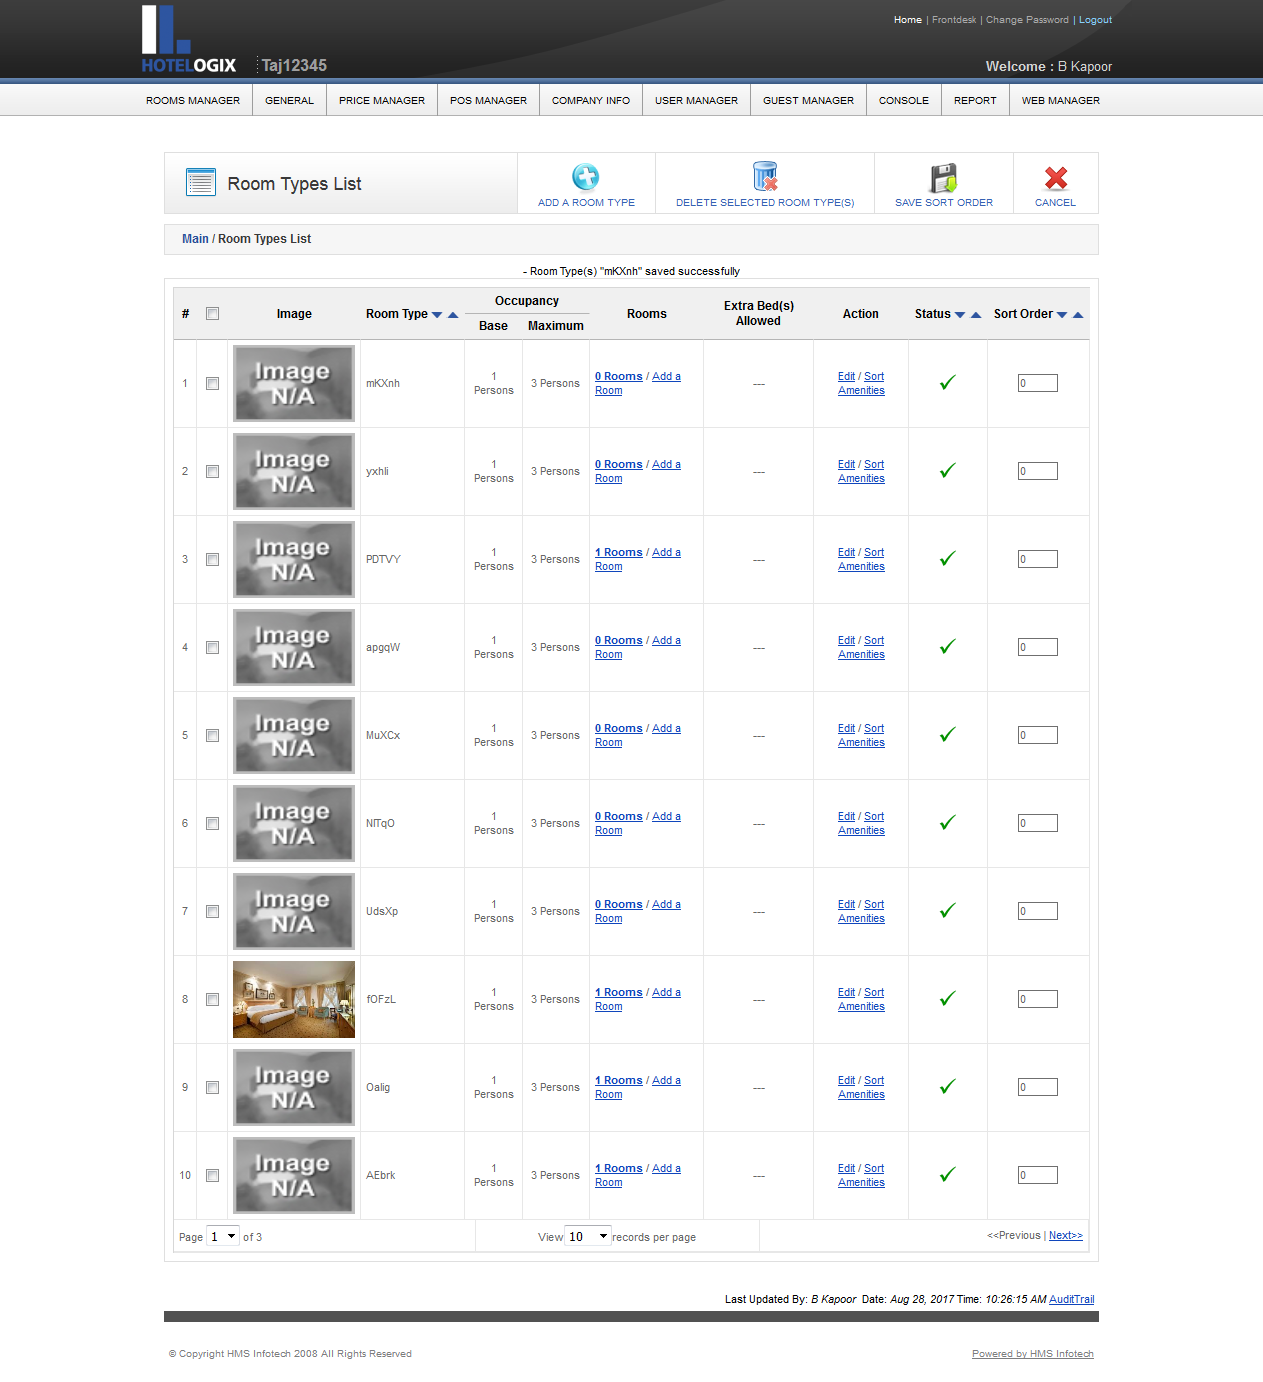 Home | Frontdesk | Change Password | Logout
HOTELOGIX Taj12345
Welcome : B Kapoor
ROOMS MANAGER GENERAL PRICE MANAGER POS MANAGER COMPANY INFO USER MANAGER GUEST MANAGER CONSOLE REPORT WEB MANAGER
Room Types List
ADD A ROOM TYPE DELETE SELECTED ROOM TYPE(S) SAVE SORT ORDER CANCEL
Main / Room Types List
- Room Type(s) "mKXnh" saved successfully
# Image Room Type Occupancy Base Maximum Rooms Extra Bed(s) Allowed Action Status Sort Order
1 Image N/A mKXnh 1 Persons 3 Persons 0 Rooms / Add a Room --- Edit / Sort Amenities 0
2 Image N/A yxhli 1 Persons 3 Persons 0 Rooms / Add a Room --- Edit / Sort Amenities 0
3 Image N/A PDTVY 1 Persons 3 Persons 1 Rooms / Add a Room --- Edit / Sort Amenities 0
4 Image N/A apgqW 1 Persons 3 Persons 0 Rooms / Add a Room --- Edit / Sort Amenities 0
5 Image N/A MuXCx 1 Persons 3 Persons 0 Rooms / Add a Room --- Edit / Sort Amenities 0
6 Image N/A NlTqO 1 Persons 3 Persons 0 Rooms / Add a Room --- Edit / Sort Amenities 0
7 Image N/A UdsXp 1 Persons 3 Persons 0 Rooms / Add a Room --- Edit / Sort Amenities 0
8 fOFzL 1 Persons 3 Persons 1 Rooms / Add a Room --- Edit / Sort Amenities 0
9 Image N/A Oalig 1 Persons 3 Persons 1 Rooms / Add a Room --- Edit / Sort Amenities 0
10 Image N/A AEbrk 1 Persons 3 Persons 1 Rooms / Add a Room --- Edit / Sort Amenities 0
Page 1 of 3 View 10 records per page <<Previous | Next>>
Last Updated By: B Kapoor Date: Aug 28, 2017 Time: 10:26:15 AM AuditTrail
© Copyright HMS Infotech 2008 All Rights Reserved Powered by HMS Infotech